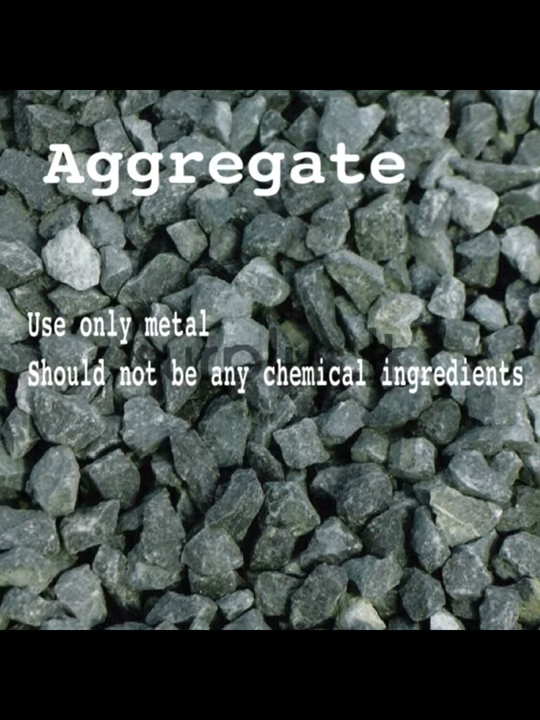 Aggregate
Use only metal
Should not be any chemical ingredients